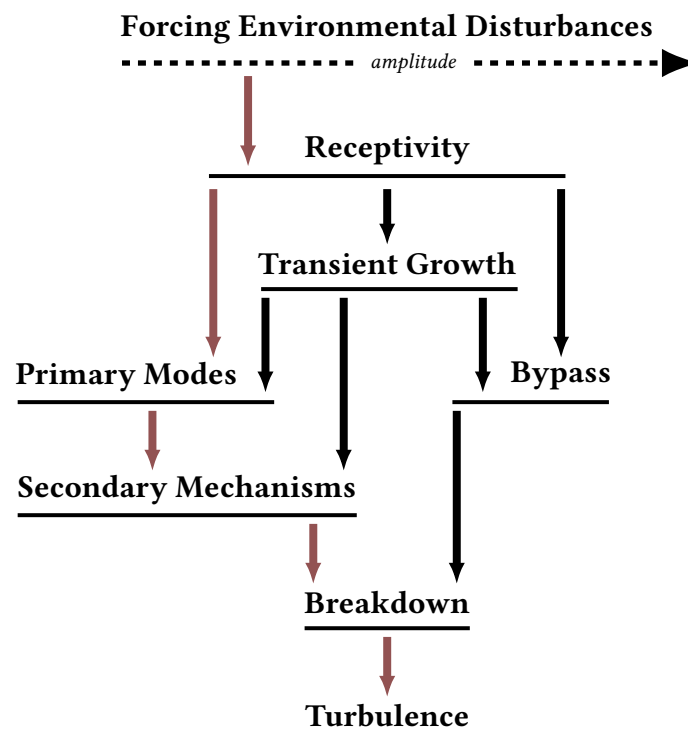 Forcing Environmental Disturbances
amplitude
Receptivity
Transient Growth
Primary Modes
Bypass
Secondary Mechanisms
Breakdown
Turbulence